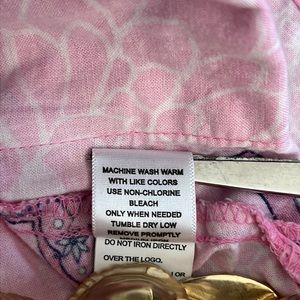 MACHINE WASH WARM
WITH LIKE COLORS
USE NON-CHLORINE
BLEACH
ONLY WHEN NEEDED
TUMBLE DRY LOW
REMOVE PROMPTLY
DO NOT IRON DIRECTLY
OVER THE LOGO.
OR